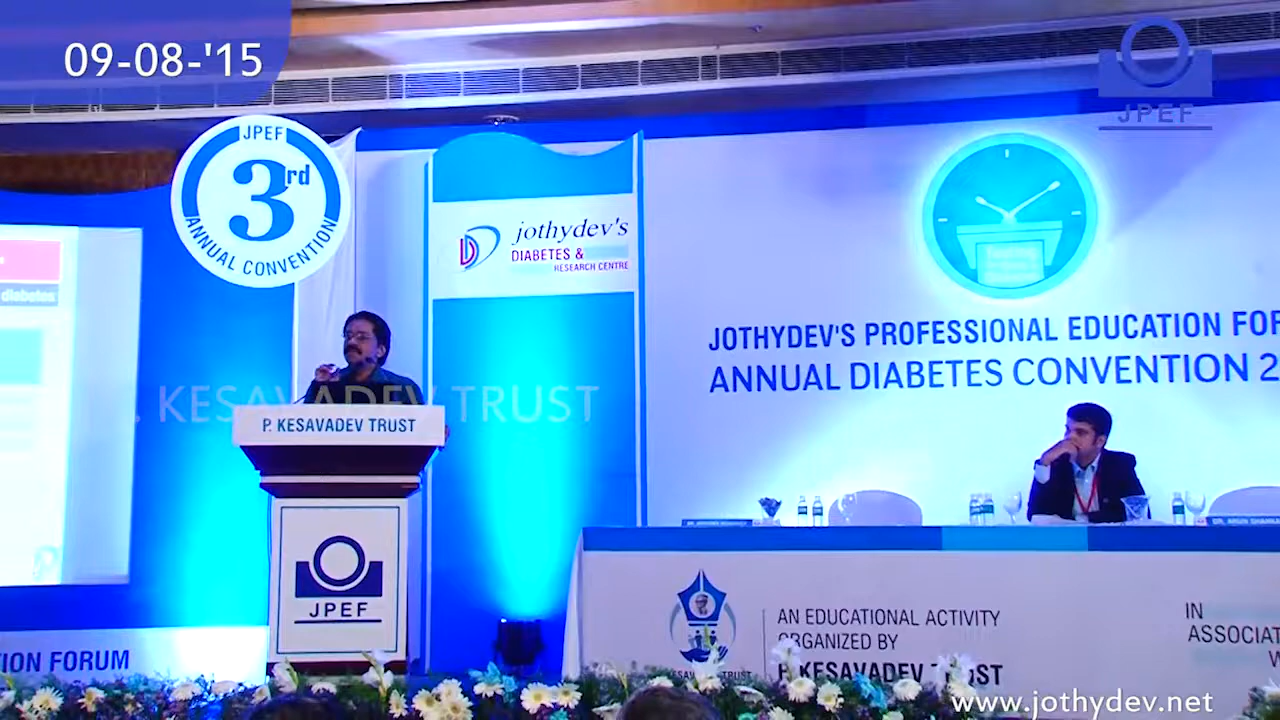 09-08-'15
JPEF
JPEF
3rd
ANNUAL CONVENTION
jothydev's
DIABETES &
RESEARCH CENTRE
diabetes
JOTHYDEV'S PROFESSIONAL EDUCATION FOR
ANNUAL DIABETES CONVENTION 2
P. KESAVADEV TRUST
P. KESAVADEV TRUST
JPEF
AN EDUCATIONAL ACTIVITY
ORGANIZED BY
P. KESAVADEV TRUST
IN
ASSOCIAT
W
TION FORUM
www.jothydev.net